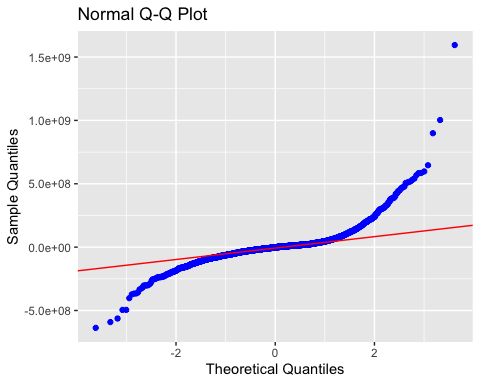 Normal Q-Q Plot
1.5e+09
1.0e+09
5.0e+08
0.0e+00
-5.0e+08
Sample Quantiles
-2
0
2
Theoretical Quantiles